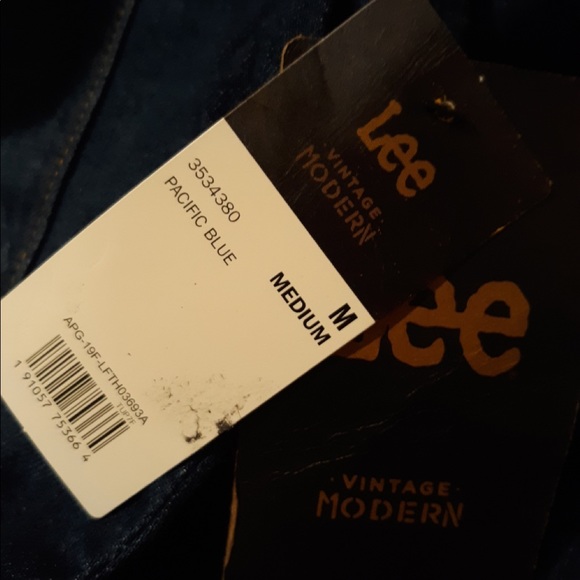 Lee
VINTAGE
MODERN
3534380
PACIFIC BLUE
M
MEDIUM
APG-19F-LFTH03693A
1 91057 75366 4
Lee
VINTAGE
MODERN